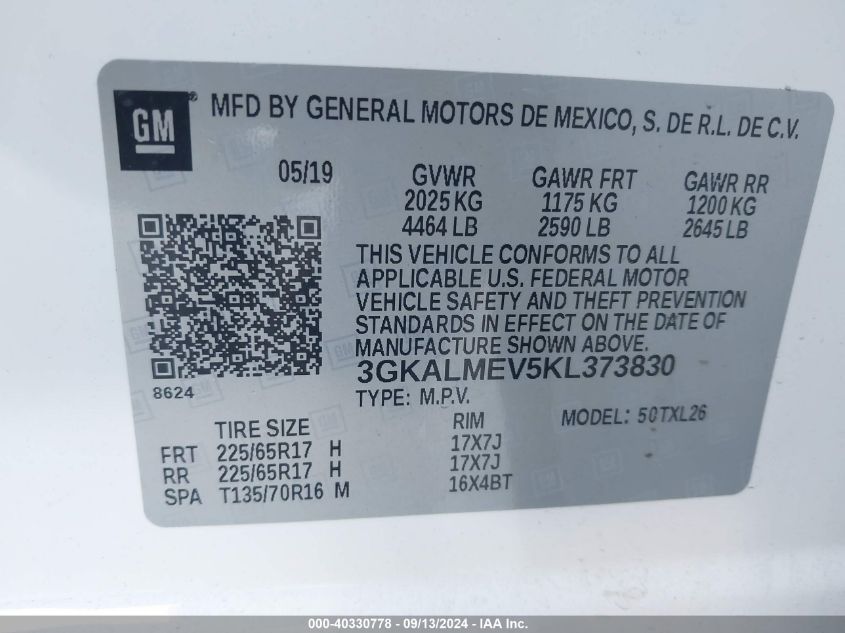 GM® MFD BY GENERAL MOTORS DE MEXICO, S. DE R.L. DE C.V.
05/19 GVWR GAWR FRT GAWR RR
2025 KG 1175 KG 1200 KG
4464 LB 2590 LB 2645 LB
THIS VEHICLE CONFORMS TO ALL
APPLICABLE U.S. FEDERAL MOTOR
VEHICLE SAFETY AND THEFT PREVENTION
STANDARDS IN EFFECT ON THE DATE OF
MANUFACTURE SHOWN ABOVE.
3GKALMEV5KL373830
8624
TYPE: M.P.V.
MODEL: 50TXL26
TIRE SIZE RIM
FRT 225/65R17 H 17X7J
RR 225/65R17 H 17X7J
SPA T135/70R16 M 16X4BT
000-40330778 - 09/13/2024 - IAAI Inc.